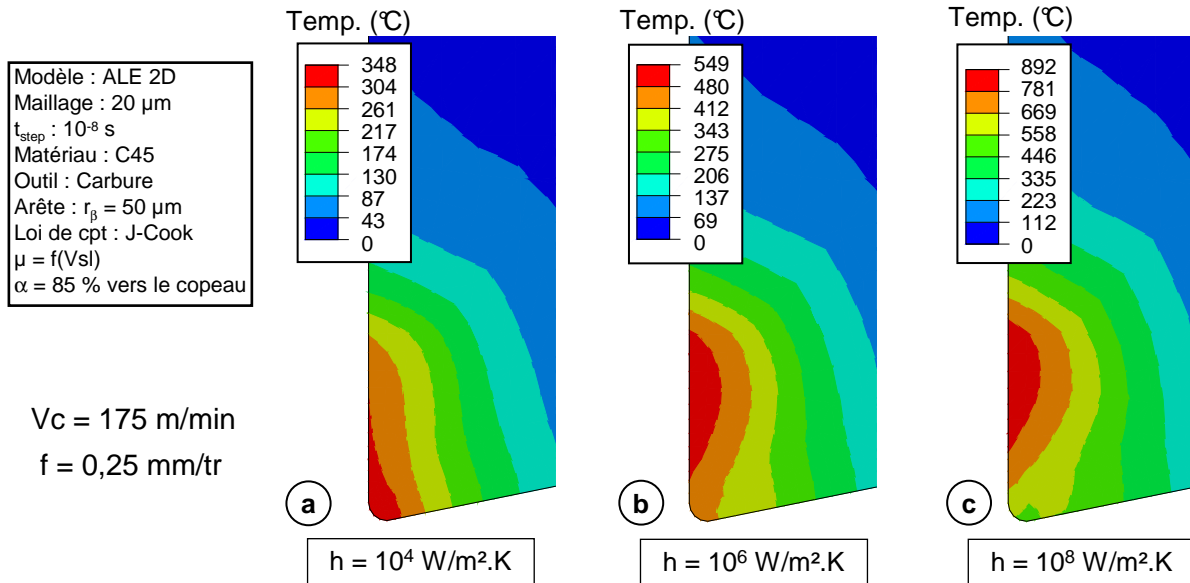 Modèle : ALE 2D
Maillage : 20 µm
tstep : 10-8 s
Matériau : C45
Outil : Carbure
Arête : rβ = 50 µm
Loi de cpt : J-Cook
µ = f(Vsl)
α = 85 % vers le copeau
Vc = 175 m/min
f = 0,25 mm/tr
Temp. (°C)
348
304
261
217
174
130
87
43
0
a
h = 10⁴ W/m².K
Temp. (°C)
549
480
412
343
275
206
137
69
0
b
h = 10⁶ W/m².K
Temp. (°C)
892
781
669
558
446
335
223
112
0
c
h = 10⁸ W/m².K